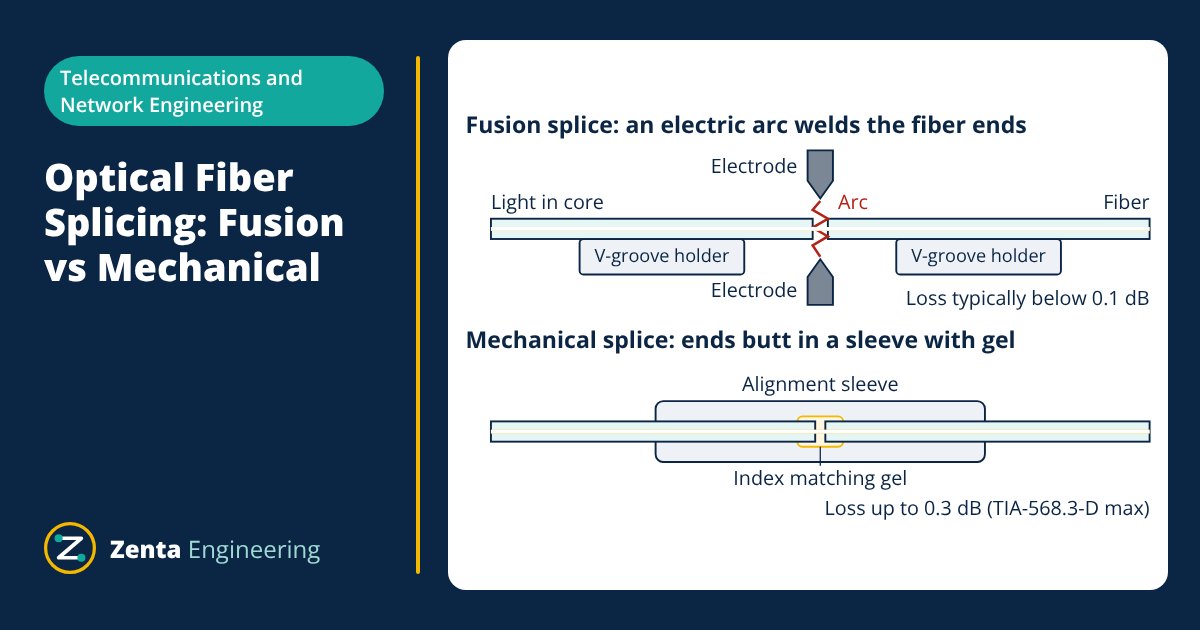 Telecommunications and
Network Engineering
Optical Fiber
Splicing: Fusion
vs Mechanical
Zenta Engineering
Fusion splice: an electric arc welds the fiber ends
Electrode
Light in core
Arc
Fiber
V-groove holder
V-groove holder
Electrode
Loss typically below 0.1 dB
Mechanical splice: ends butt in a sleeve with gel
Alignment sleeve
Index matching gel
Loss up to 0.3 dB (TIA-568.3-D max)